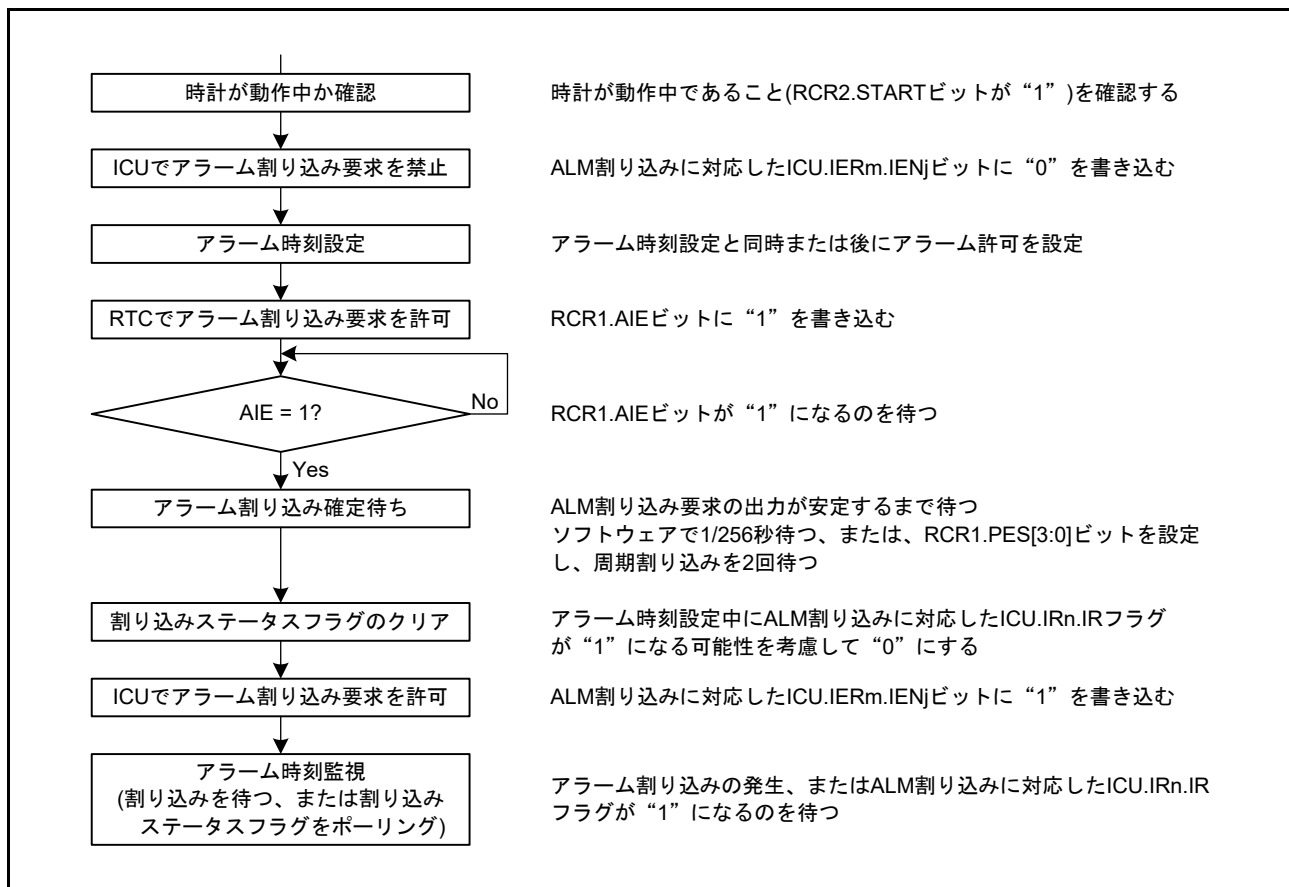 時計が動作中か確認
時計が動作中であること(RCR2.STARTビットが“1”)を確認する
ICUでアラーム割り込み要求を禁止
ALM割り込みに対応したICU.IERm.IENjビットに“0”を書き込む
アラーム時刻設定
アラーム時刻設定と同時または後にアラーム許可を設定
RTCでアラーム割り込み要求を許可
RCR1.AIEビットに“1”を書き込む
AIE = 1?
No
RCR1.AIEビットが“1”になるのを待つ
Yes
アラーム割り込み確定待ち
ALM割り込み要求の出力が安定するまで待つ
ソフトウェアで1/256秒待つ、または、RCR1.PES[3:0]ビットを設定
し、周期割り込みを2回待つ
割り込みステータスフラグのクリア
アラーム時刻設定中にALM割り込みに対応したICU.IRn.IRフラグ
が“1”になる可能性を考慮して“0”にする
ICUでアラーム割り込み要求を許可
ALM割り込みに対応したICU.IERm.IENjビットに“1”を書き込む
アラーム時刻監視
(割り込みを待つ、または割り込み
ステータスフラグをポーリング)
アラーム割り込みの発生、またはALM割り込みに対応したICU.IRn.IR
フラグが“1”になるのを待つ